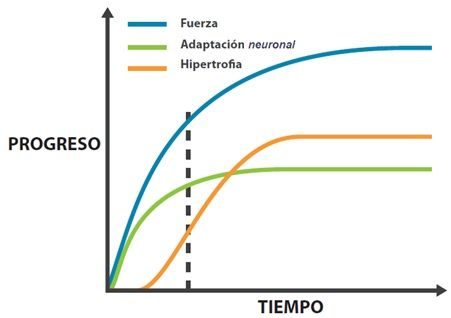 Fuerza
Adaptación neuronal
Hipertrofia
PROGRESO
TIEMPO